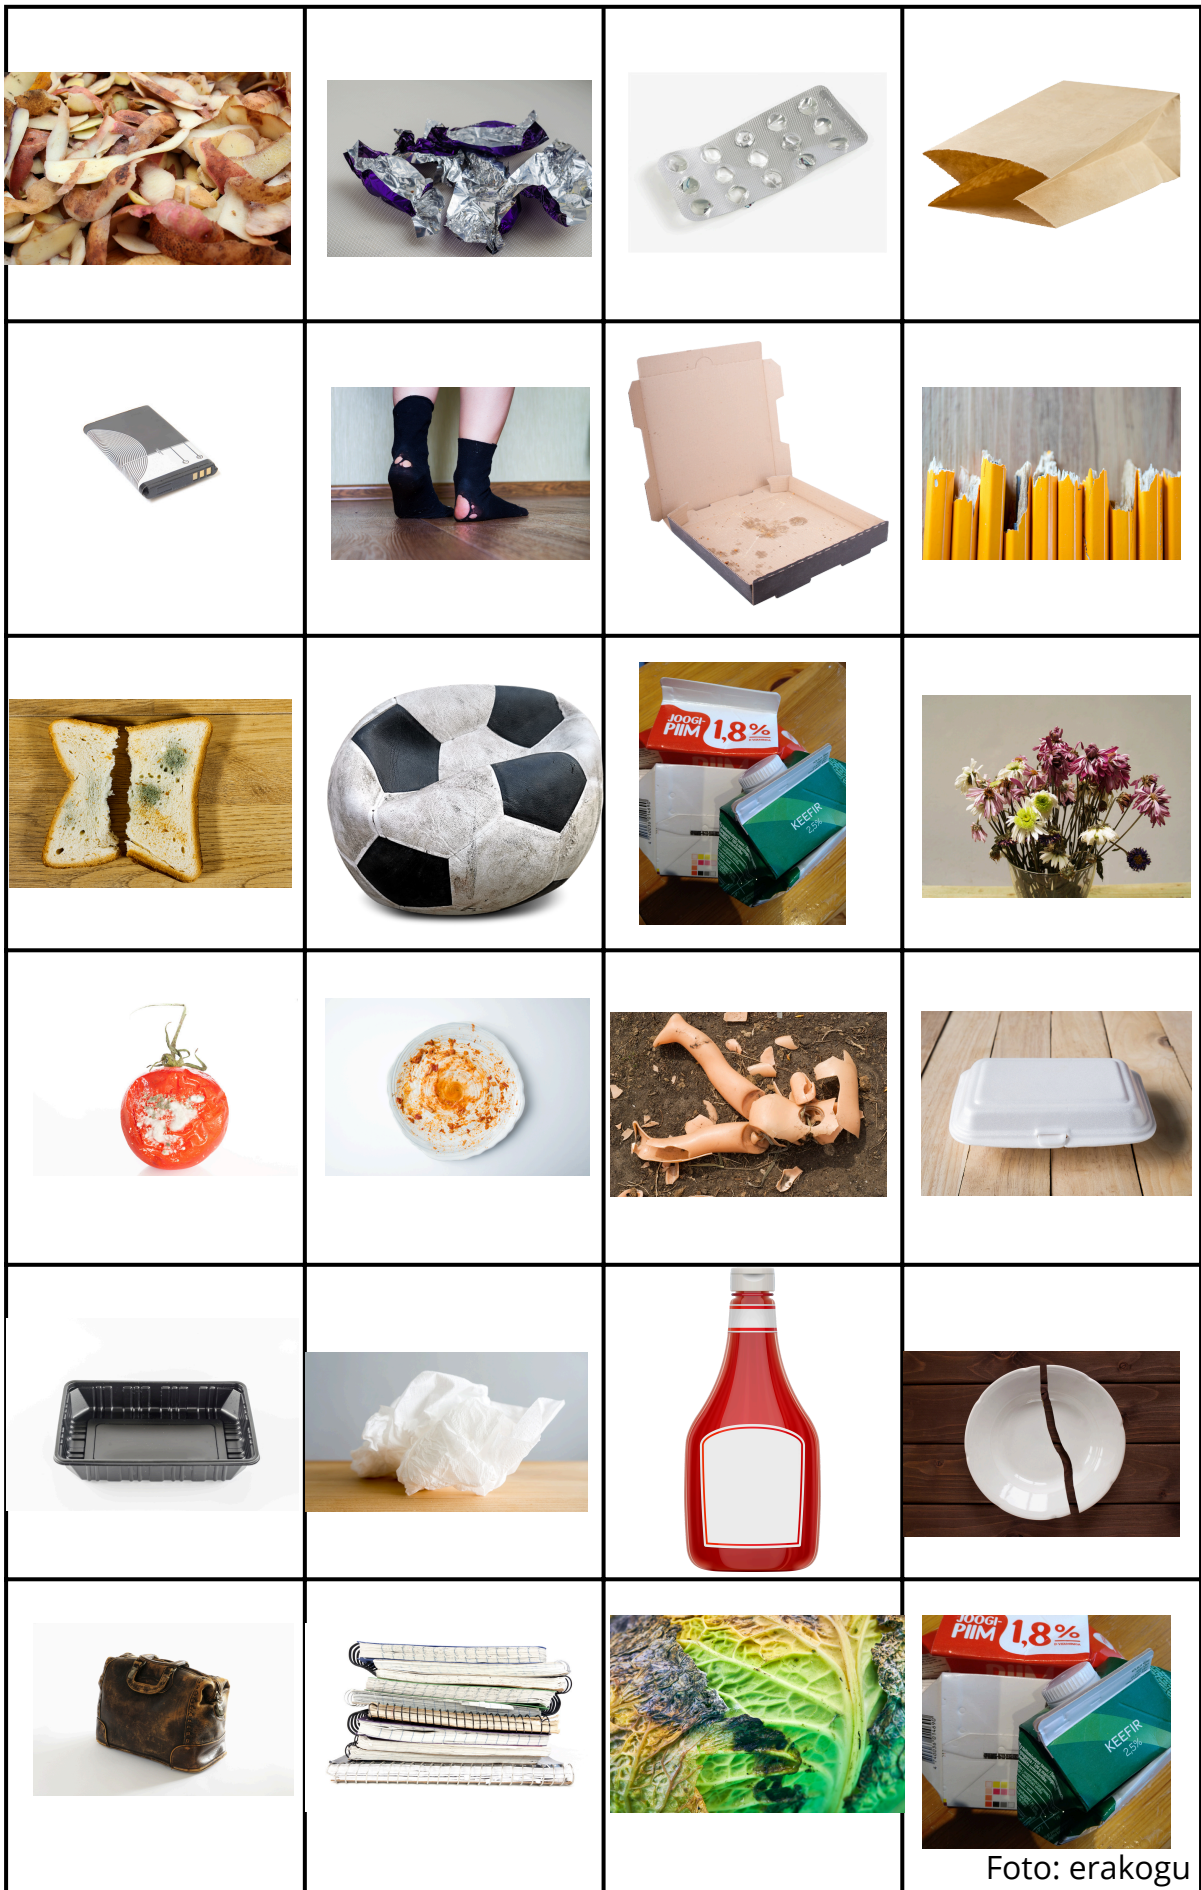 JOOGI-
PIIM 1,8%
KEEFIR
2,5%
JOOGI-
PIIM 1,8%
KEEFIR
2,5%
Foto: erakogu